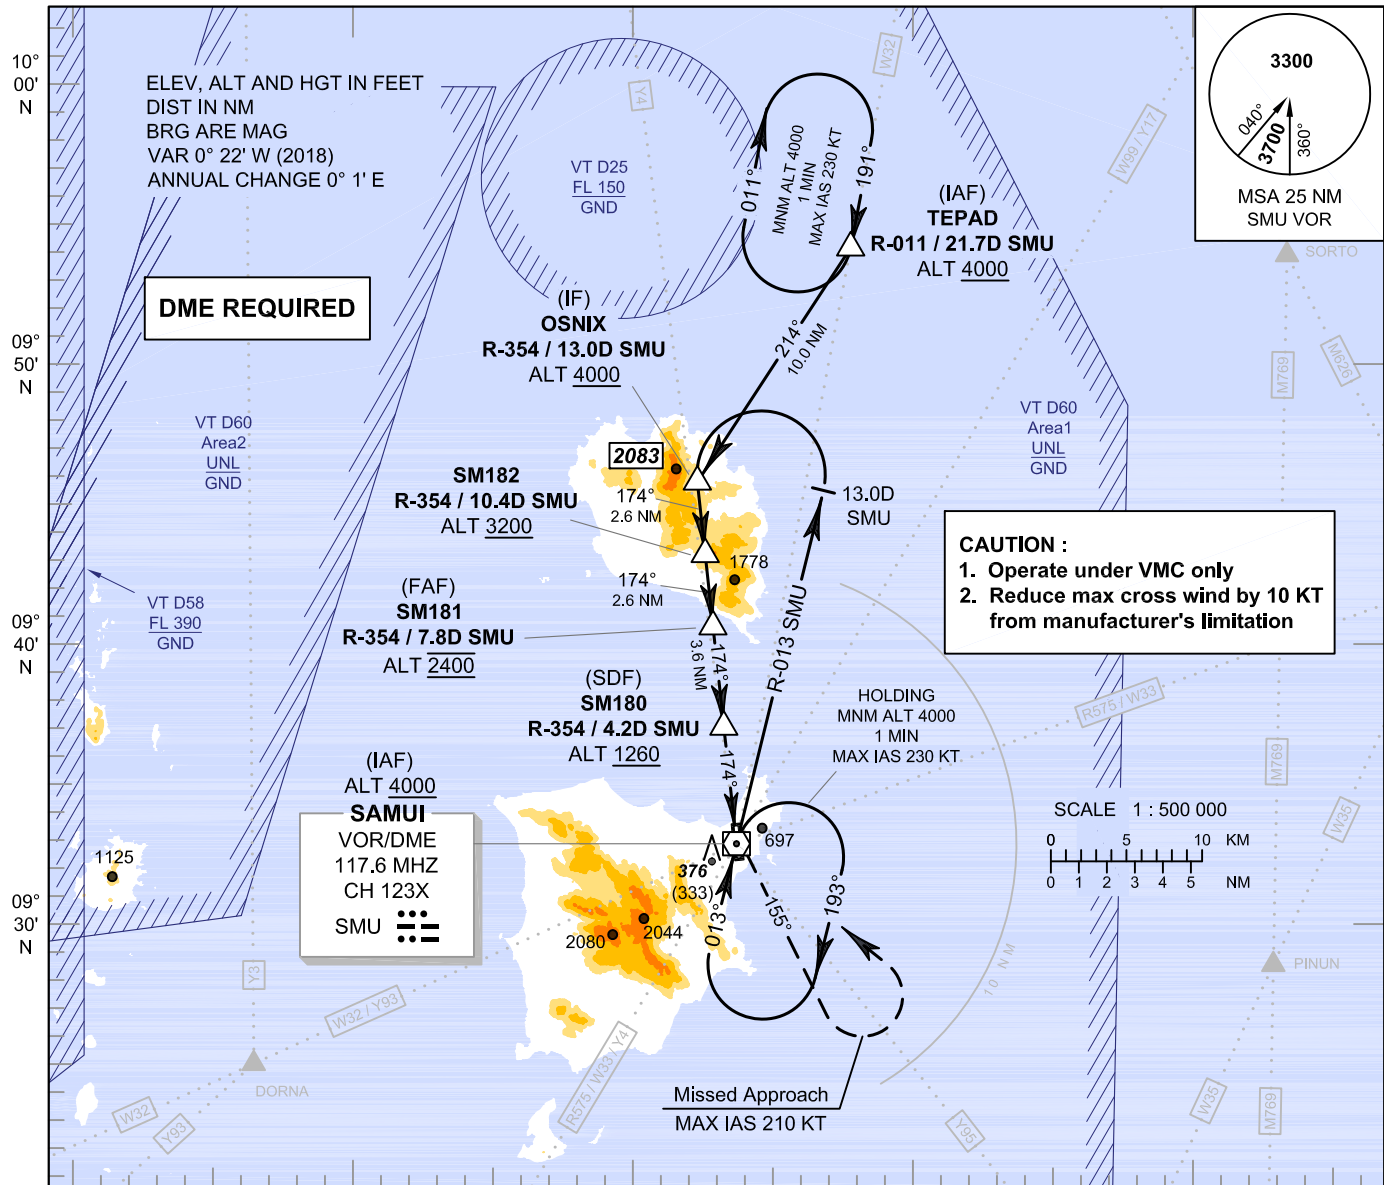 10°
00'
N
09°
50'
N
09°
40'
N
09°
30'
N
ELEV, ALT AND HGT IN FEET
DIST IN NM
BRG ARE MAG
VAR 0° 22' W (2018)
ANNUAL CHANGE 0° 1' E
DME REQUIRED
VT D25
FL 150
GND
Y4
W32
W99 / Y17
011°
MNM ALT 4000
1 MIN
MAX IAS 230 KT
191°
(IAF)
TEPAD
R-011 / 21.7D SMU
ALT 4000
3300
040°
3700
360°
MSA 25 NM
SMU VOR
SORTO
M769
M626
(IF)
OSNIX
R-354 / 13.0D SMU
ALT 4000
214°
10.0 NM
VT D60
Area2
UNL
GND
VT D60
Area1
UNL
GND
2083
SM182
R-354 / 10.4D SMU
ALT 3200
174°
2.6 NM
13.0D
SMU
1778
174°
2.6 NM
CAUTION :
1. Operate under VMC only
2. Reduce max cross wind by 10 KT
from manufacturer's limitation
VT D58
FL 390
GND
(FAF)
SM181
R-354 / 7.8D SMU
ALT 2400
174°
3.6 NM
R-013 SMU
(SDF)
SM180
R-354 / 4.2D SMU
ALT 1260
174°
HOLDING
MNM ALT 4000
1 MIN
MAX IAS 230 KT
R575 / W33
M769
W35
(IAF)
ALT 4000
SAMUI
VOR/DME
117.6 MHZ
CH 123X
SMU
SCALE 1 : 500 000
0 5 10 KM
0 1 2 3 4 5 NM
1125
697
376
(333)
013°
155°
193°
2044
2080
10 NM
PINUN
Y3
W32 / Y93
DORNA
W32
Y93
R575 / W33 / Y4
Missed Approach
MAX IAS 210 KT
Y95
W35
M769